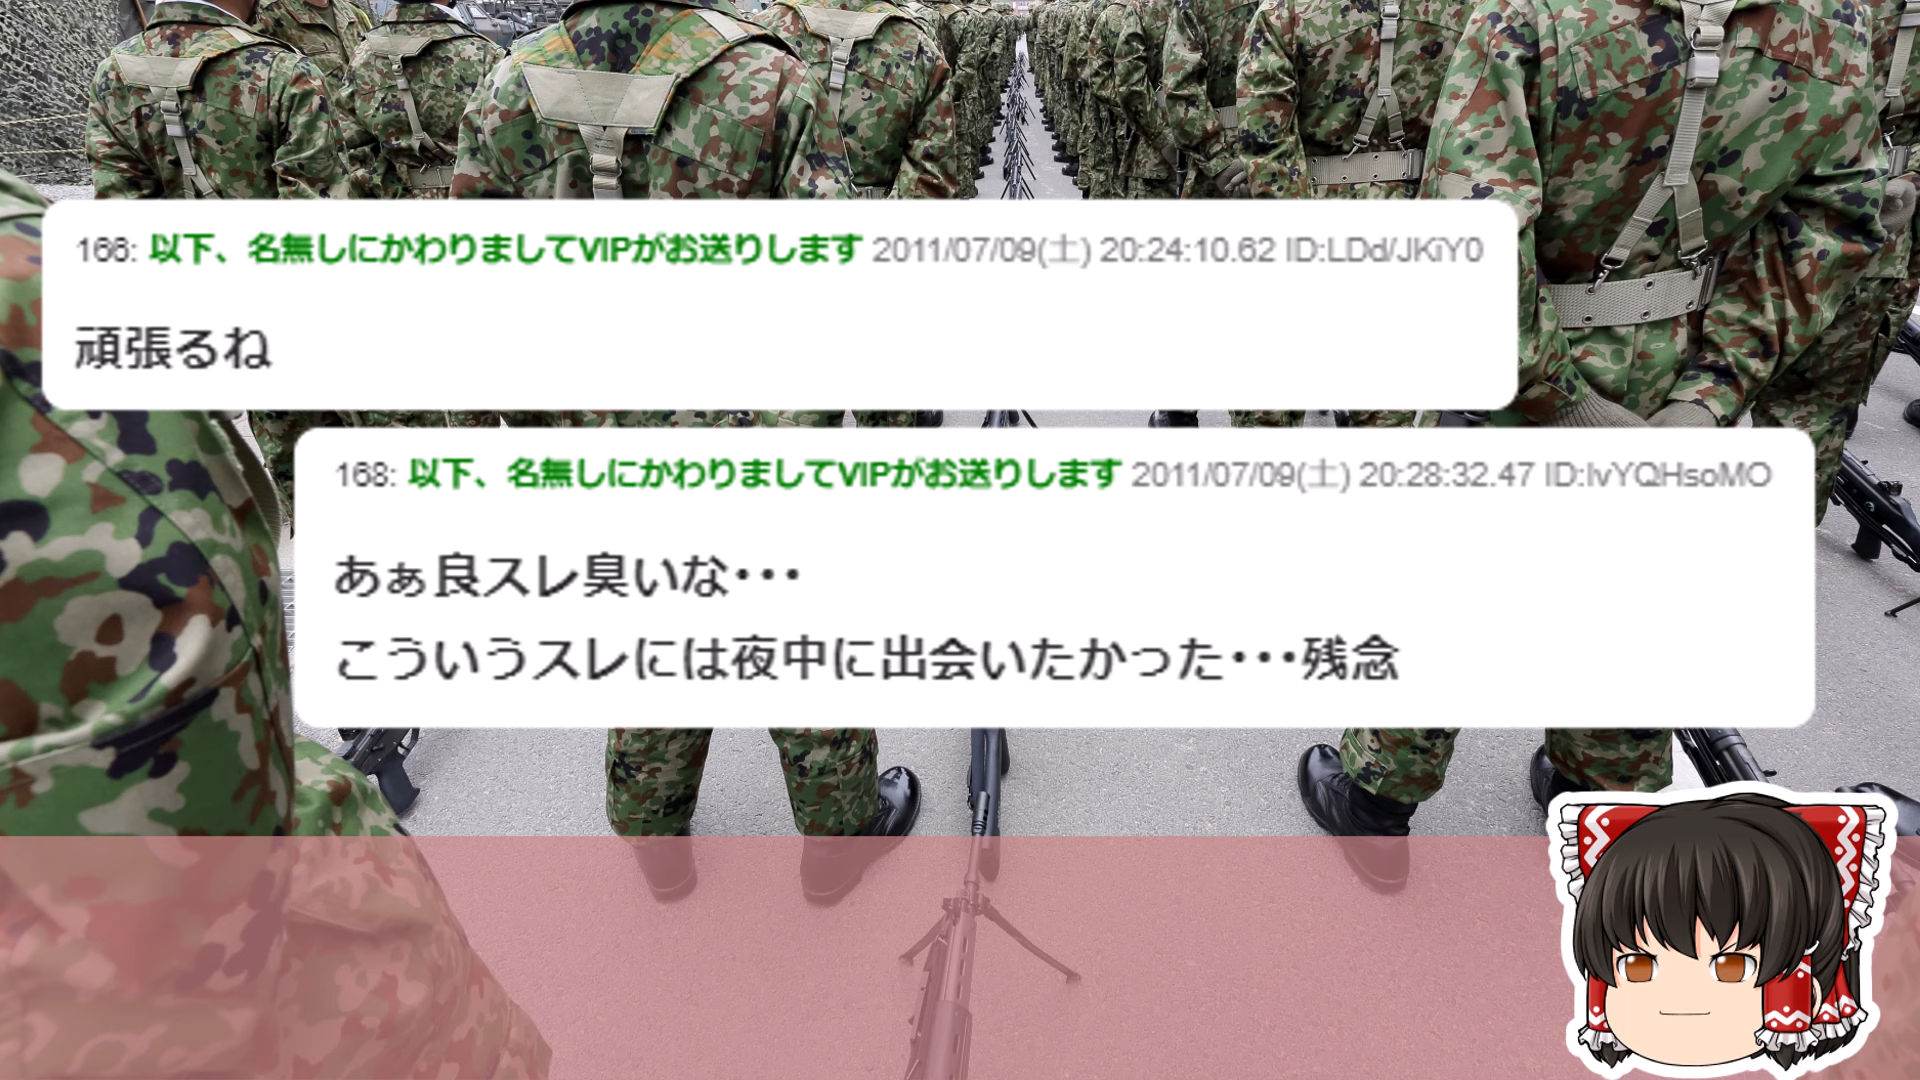 166: 以下、名無しにかわりましてVIPがお送りします 2011/07/09(土) 20:24:10.62 ID:LDd/JKiY0
頑張るね
168: 以下、名無しにかわりましてVIPがお送りします 2011/07/09(土) 20:28:32.47 ID:lvYQHsoMO
あぁ良スレ臭いな・・・
こういうスレには夜中に出会いたかった・・・残念